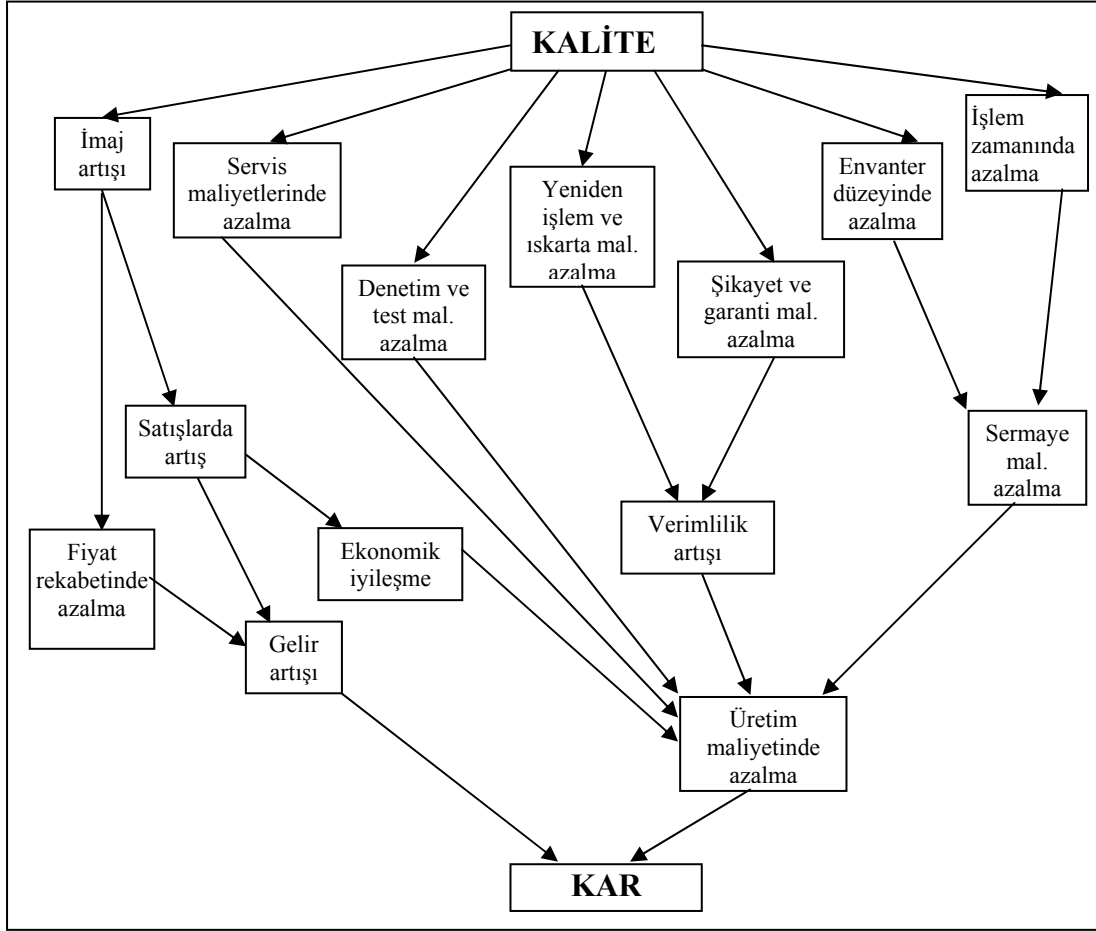 KALİTE
İmaj
artışı
Servis
maliyetlerinde
azalma
Denetim ve
test mal.
azalma
Yeniden
işlem ve
ıskarta mal.
azalma
Şikayet ve
garanti mal.
azalma
Envanter
düzeyinde
azalma
İşlem
zamanında
azalma
Satışlarda
artış
Sermaye
mal.
azalma
Fiyat
rekabetinde
azalma
Ekonomik
iyileşme
Verimlilik
artışı
Gelir
artışı
Üretim
maliyetinde
azalma
KAR